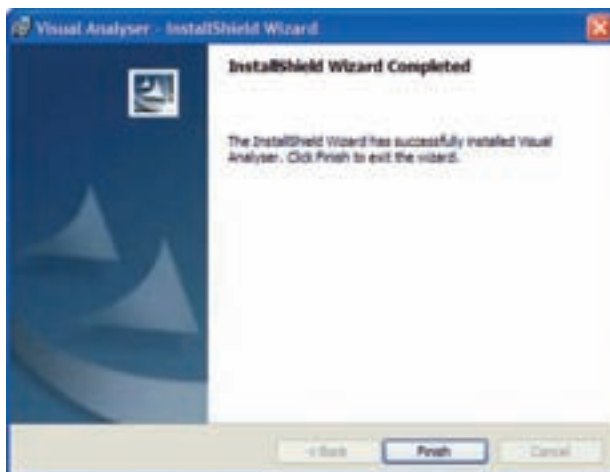 Visual Analyser - InstallShield Wizard
InstallShield Wizard Completed
The InstallShield Wizard has successfully installed Visual
Analyser. Click Finish to exit the wizard.
< Back Finish Cancel